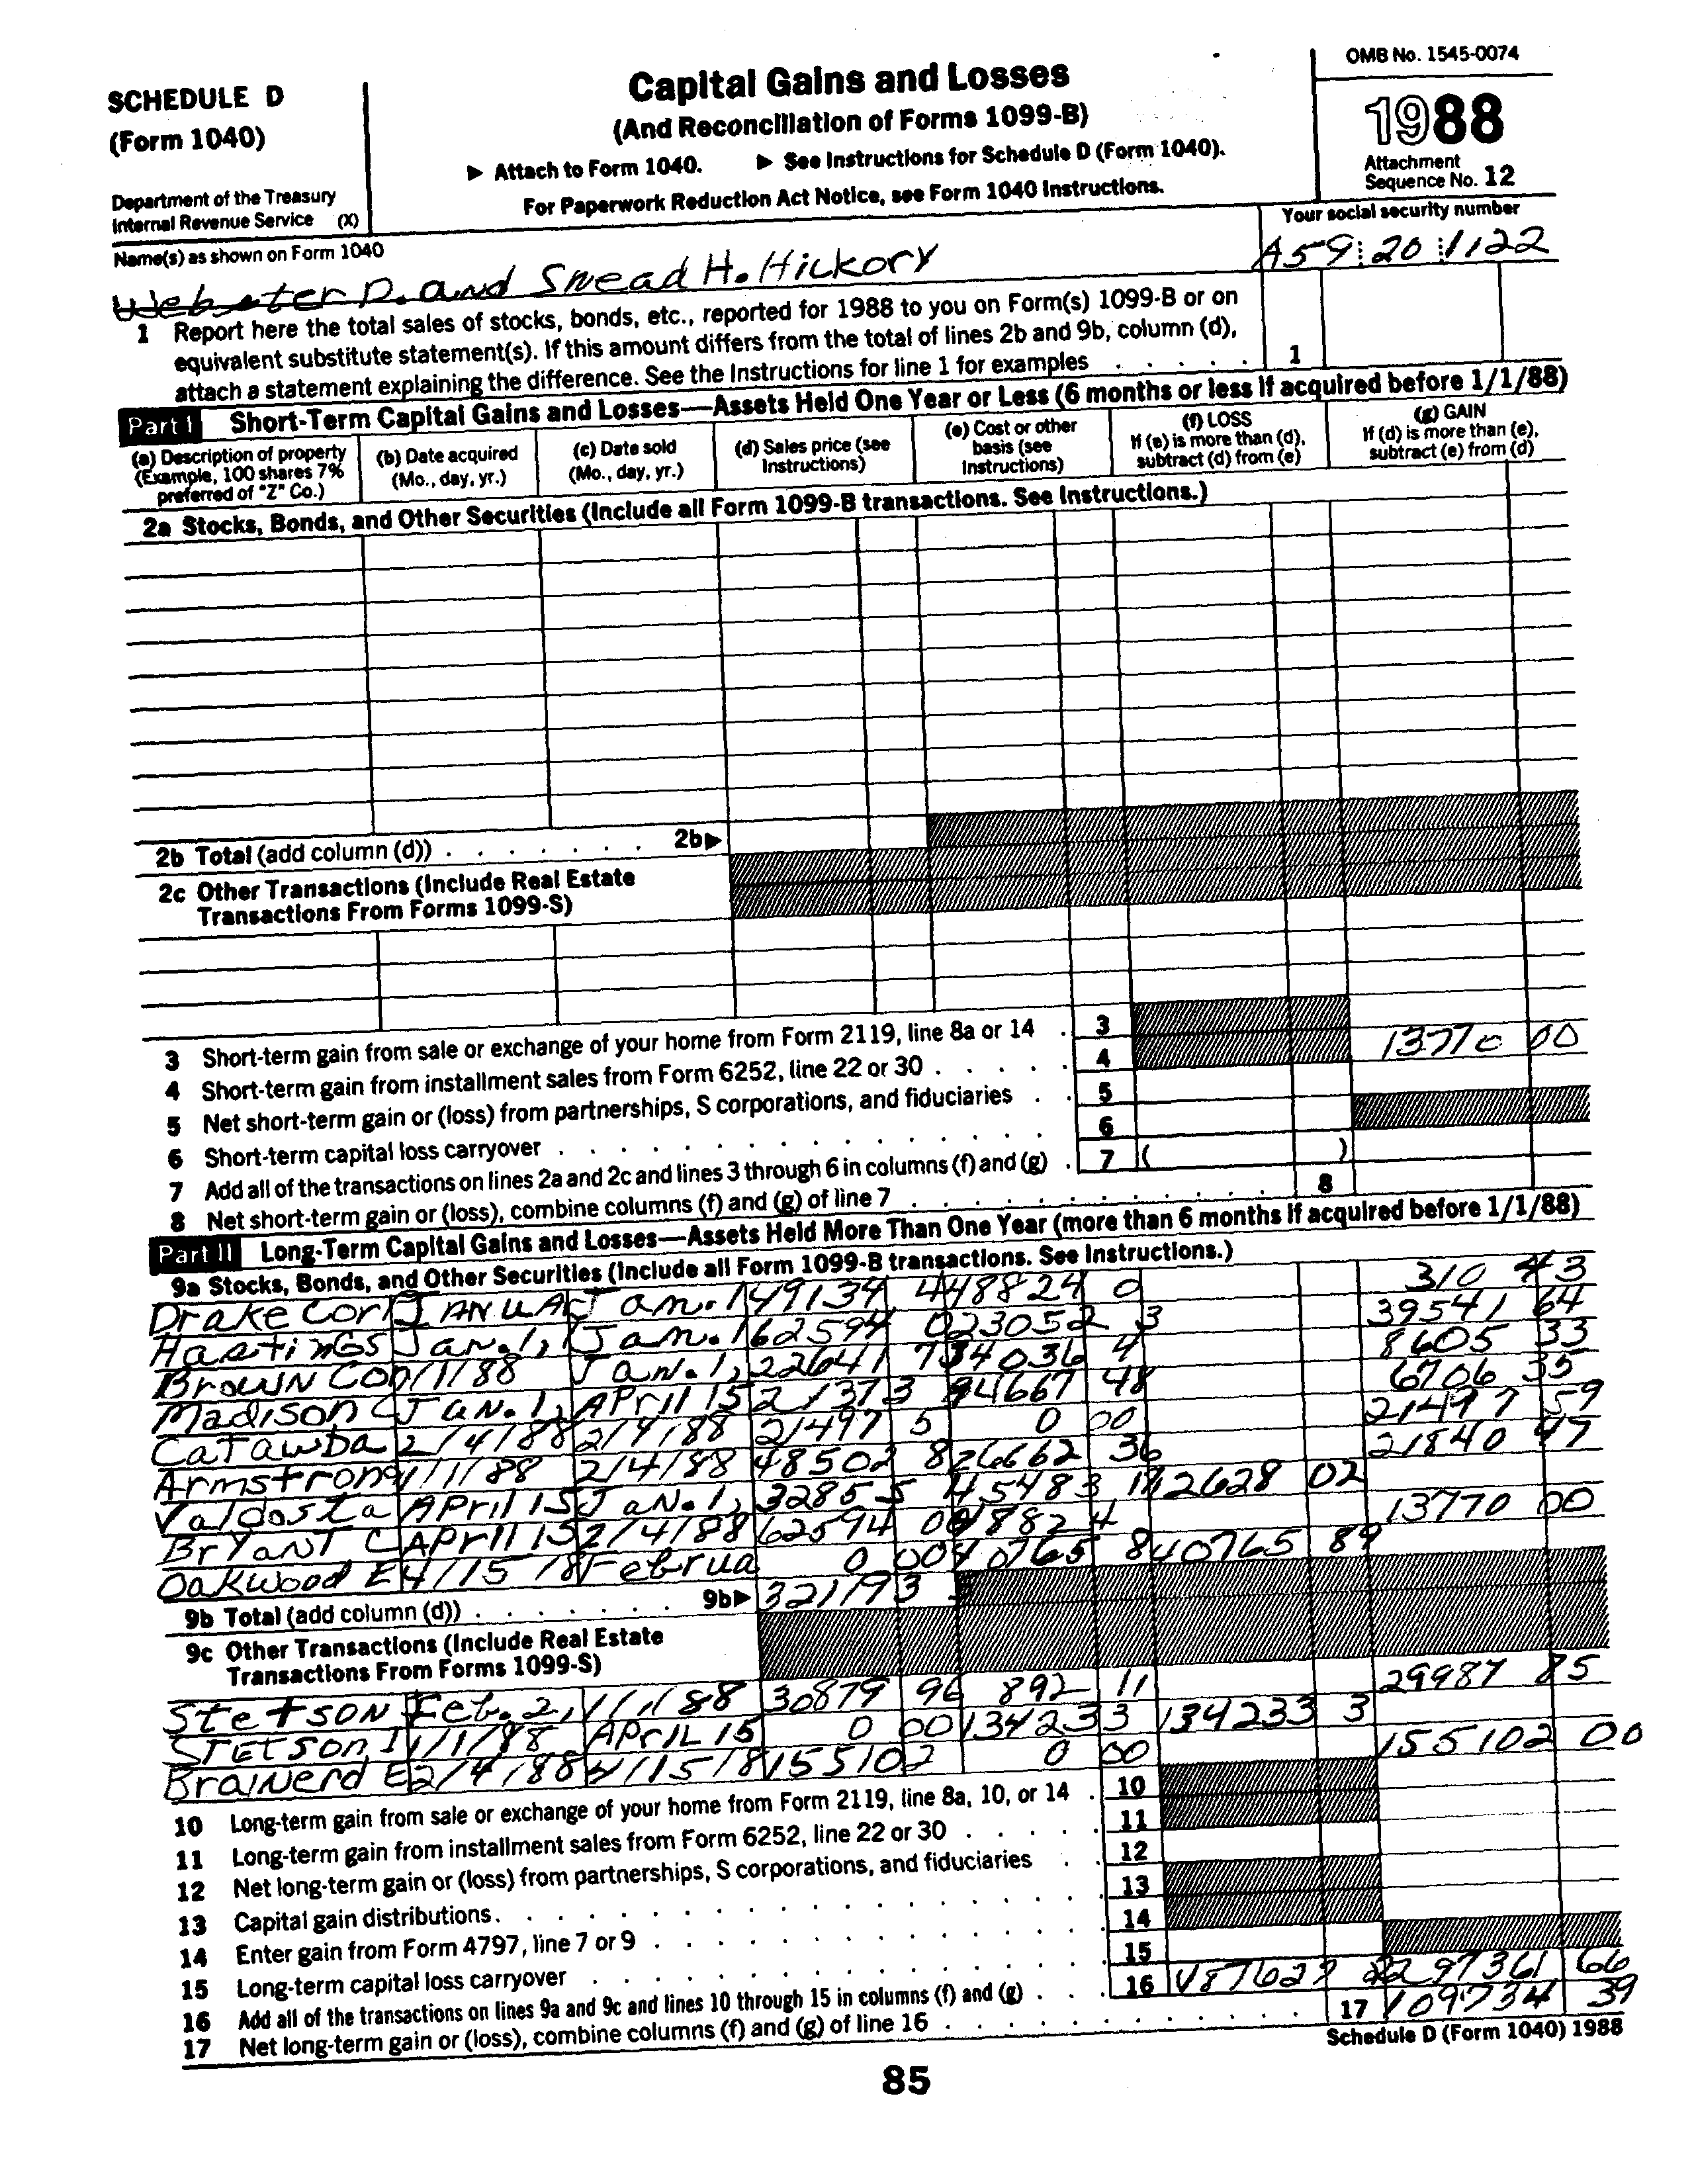 SCHEDULE D
(Form 1040)
Department of the Treasury
Internal Revenue Service (X)
Capital Gains and Losses
(And Reconciliation of Forms 1099-B)
▶ Attach to Form 1040. ▶ See Instructions for Schedule D (Form 1040).
For Paperwork Reduction Act Notice, see Form 1040 Instructions.
OMB No. 1545-0074
1988
Attachment
Sequence No. 12
Name(s) as shown on Form 1040
Webster D. and Snead H. Hickory
Your social security number
A59 20 1122
1 Report here the total sales of stocks, bonds, etc., reported for 1988 to you on Form(s) 1099-B or on
equivalent substitute statement(s). If this amount differs from the total of lines 2b and 9b, column (d),
attach a statement explaining the difference. See the Instructions for line 1 for examples . . . . . 1
Part I Short-Term Capital Gains and Losses—Assets Held One Year or Less (6 months or less if acquired before 1/1/88)
(a) Description of property
(Example, 100 shares 7%
preferred of "Z" Co.)
(b) Date acquired
(Mo., day, yr.)
(c) Date sold
(Mo., day, yr.)
(d) Sales price (see
Instructions)
(e) Cost or other
basis (see
Instructions)
(f) LOSS
If (e) is more than (d),
subtract (d) from (e)
(g) GAIN
If (d) is more than (e),
subtract (e) from (d)
2a Stocks, Bonds, and Other Securities (Include all Form 1099-B transactions. See Instructions.)
2b Total (add column (d)) . . . . . . . 2b▶
2c Other Transactions (Include Real Estate
Transactions From Forms 1099-S)
3 Short-term gain from sale or exchange of your home from Form 2119, line 8a or 14 . 3
4 Short-term gain from installment sales from Form 6252, line 22 or 30 . . . . . 4 13770 00
5 Net short-term gain or (loss) from partnerships, S corporations, and fiduciaries . . 5
6 Short-term capital loss carryover . . . . . . . . . . . . . . 6
7 Add all of the transactions on lines 2a and 2c and lines 3 through 6 in columns (f) and (g) . 7 ( )
8 Net short-term gain or (loss), combine columns (f) and (g) of line 7 . . . . . . . . . . . . 8
Part II Long-Term Capital Gains and Losses—Assets Held More Than One Year (more than 6 months if acquired before 1/1/88)
9a Stocks, Bonds, and Other Securities (Include all Form 1099-B transactions. See Instructions.)
Drake Cor JANUA Jan. 1 49134 4 48824 0 310 43
Hastings Jan. 1, Jan. 1 62594 0 23052 3 39541 64
Brown Co 1/1/88 Jan. 1, 22641 7 14036 4 8605 33
Madison C Jan. 1, April 15 21373 9 14667 48 6706 35
Catawba 2/4/88 2/4/88 21497 5 0 00 21497 59
Armstrong 1/1/88 2/4/88 48502 8 26662 36 21840 47
Valdosta April 15 Jan. 1, 32855 45483 12628 02
Bryant C April 15 2/4/88 62594 00 4882 4 13770 00
Oakwood E 4/15/8 Februa 0 00 40765 8 40765 89
9b Total (add column (d)) . . . . . . . 9b▶ 321193
9c Other Transactions (Include Real Estate
Transactions From Forms 1099-S)
Stetson Feb. 2, 1/1/88 30879 96 892 11 29987 85
Stetson I 1/1/88 April 15 0 00 134233 134233 3
Brainerd E 2/4/88 4/15/8 155102 0 00 155102 00
10 Long-term gain from sale or exchange of your home from Form 2119, line 8a, 10, or 14 . 10
11 Long-term gain from installment sales from Form 6252, line 22 or 30 . . . . . 11
12 Net long-term gain or (loss) from partnerships, S corporations, and fiduciaries . . 12
13 Capital gain distributions . . . . . . . . . . . . . . . . 13
14 Enter gain from Form 4797, line 7 or 9 . . . . . . . . . . . . 14
15 Long-term capital loss carryover . . . . . . . . . . . . . . 15
16 Add all of the transactions on lines 9a and 9c and lines 10 through 15 in columns (f) and (g) . . . 16 (187627 2 297361 66
17 Net long-term gain or (loss), combine columns (f) and (g) of line 16 . . . . . . . . . . . 17 109734 39
Schedule D (Form 1040) 1988
85